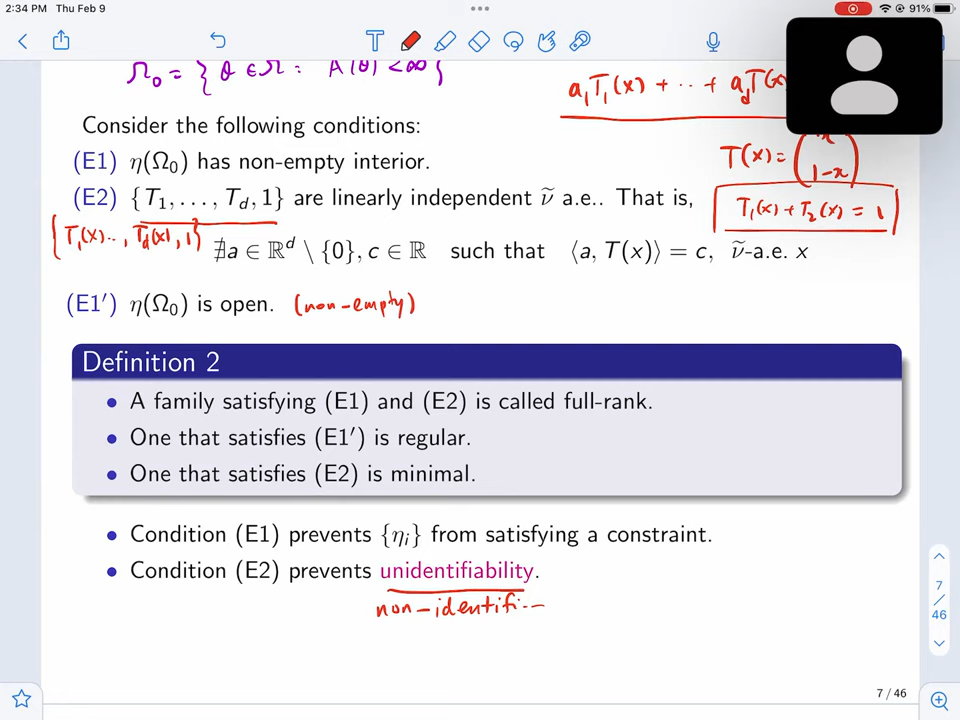 2:34 PM Thu Feb 9
91%
Ω₀ = { θ ∈ Ω : A(θ) < ∞ }
a₁T₁(x) + ·· + a_d T(x)
Consider the following conditions:
T(x) = ( x
1-x )
(E1) η(Ω₀) has non-empty interior.
(E2) {T₁, . . . , T_d, 1} are linearly independent ν̃ a.e.. That is,
T₁(x) + T₂(x) = 1
{T₁(x) ··, T_d(x), 1}
∄a ∈ ℝ^d \ {0}, c ∈ ℝ such that ⟨a, T(x)⟩ = c, ν̃-a.e. x
(E1′) η(Ω₀) is open. (non-empty)
Definition 2
• A family satisfying (E1) and (E2) is called full-rank.
• One that satisfies (E1′) is regular.
• One that satisfies (E2) is minimal.
• Condition (E1) prevents {η_i} from satisfying a constraint.
• Condition (E2) prevents unidentifiability.
non-identifi--
7
/
46
7 / 46